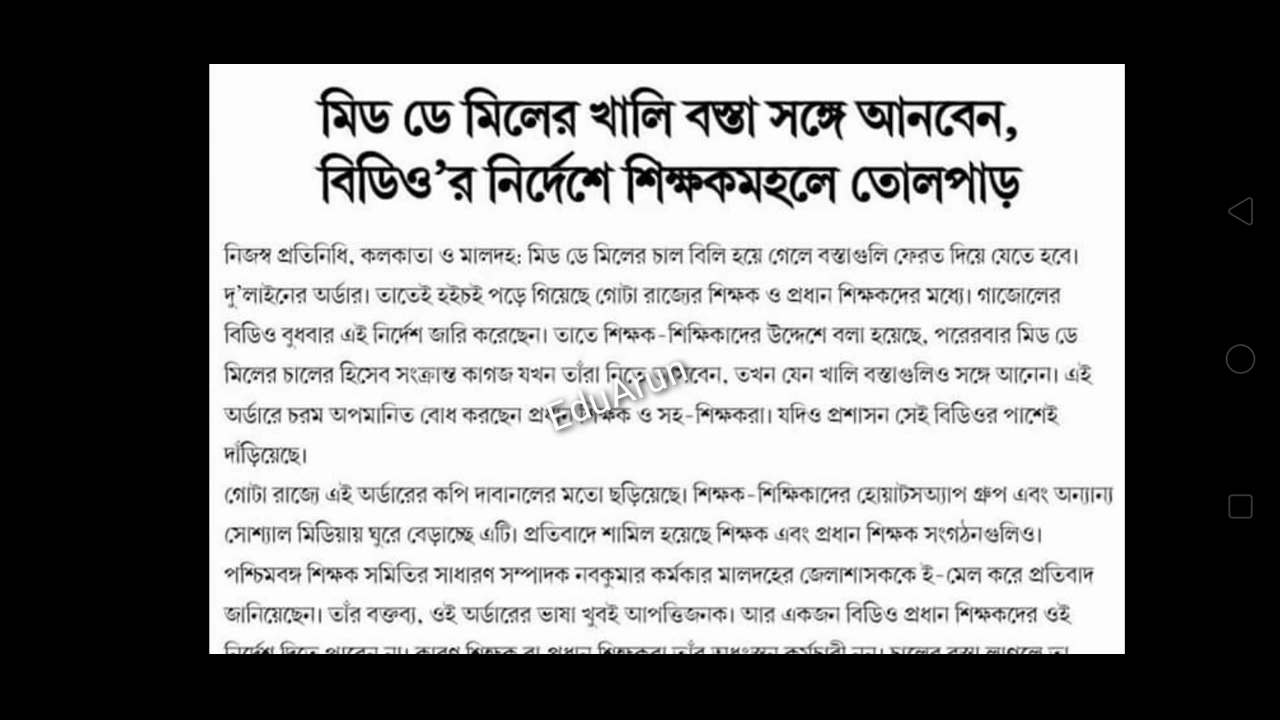 মিড ডে মিলের খালি বস্তা সঙ্গে আনবেন,
বিডিও'র নির্দেশে শিক্ষকমহলে তোলপাড়
নিজস্ব প্রতিনিধি, কলকাতা ও মালদহ: মিড ডে মিলের চাল বিলি হয়ে গেলে বস্তাগুলি ফেরত দিয়ে যেতে হবে।
দু'লাইনের অর্ডার। তাতেই হইচই পড়ে গিয়েছে গোটা রাজ্যের শিক্ষক ও প্রধান শিক্ষকদের মধ্যে। গাজোলের
বিডিও বুধবার এই নির্দেশ জারি করেছেন। তাতে শিক্ষক-শিক্ষিকাদের উদ্দেশে বলা হয়েছে, পরেরবার মিড ডে
মিলের চালের হিসেব সংক্রান্ত কাগজ যখন তাঁরা, তখন যেন খালি বস্তাগুলিও সঙ্গে আনেন। এই
অর্ডারে চরম অপমানিত বোধ করছেন প্রধান শিক্ষক ও সহ-শিক্ষকরা। যদিও প্রশাসন সেই বিডিওর পাশেই
দাঁড়িয়েছে।
EduArun
গোটা রাজ্যে এই অর্ডারের কপি দাবানলের মতো ছড়িয়েছে। শিক্ষক-শিক্ষিকাদের হোয়াটসঅ্যাপ গ্রুপ এবং অন্যান্য
সোশ্যাল মিডিয়ায় ঘুরে বেড়াচ্ছে এটি। প্রতিবাদে শামিল হয়েছে শিক্ষক এবং প্রধান শিক্ষক সংগঠনগুলিও।
পশ্চিমবঙ্গ শিক্ষক সমিতির সাধারণ সম্পাদক নবকুমার কর্মকার মালদহের জেলাশাসককে ই-মেল করে প্রতিবাদ
জানিয়েছেন। তাঁর বক্তব্য, ওই অর্ডারের ভাষা খুবই আপত্তিজনক। আর একজন বিডিও প্রধান শিক্ষকদের ওই